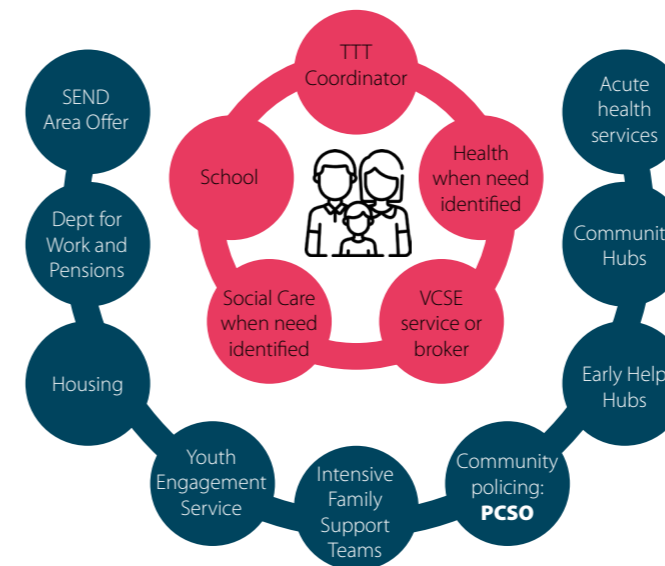 TTT
Coordinator
SEND
Area Offer
Acute
health
services
School
Health
when need
identified
Dept for
Work and
Pensions
Community
Hubs
Social Care
when need
identified
VCSE
service or
broker
Housing
Early Help
Hubs
Youth
Engagement
Service
Intensive
Family
Support
Teams
Community
policing:
PCSO